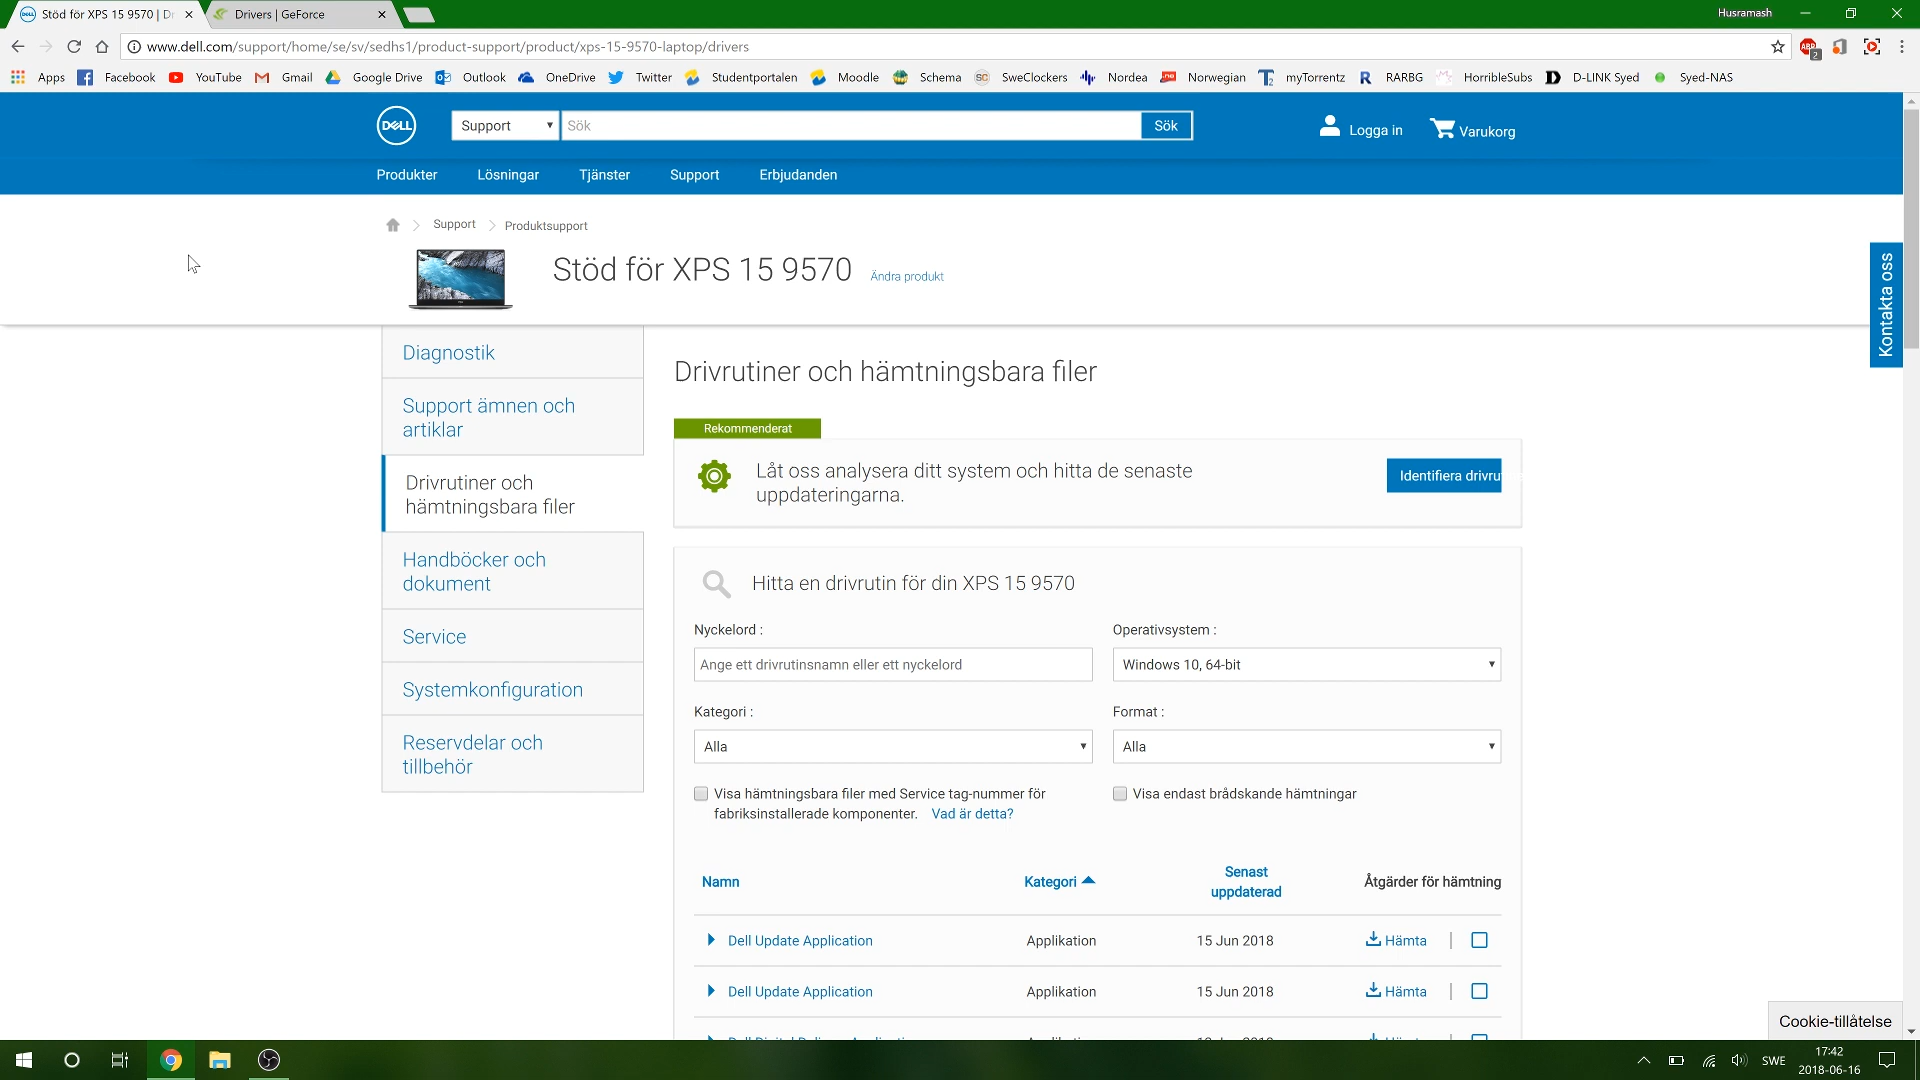 Stöd för XPS 15 9570 | Dr
Drivers | GeForce
Husramash
www.dell.com/support/home/se/sv/sedhs1/product-support/product/xps-15-9570-laptop/drivers
ABP
2
Apps Facebook YouTube Gmail Google Drive Outlook OneDrive Twitter Studentportalen Moodle Schema SweClockers Nordea Norwegian myTorrentz RARBG HorribleSubs D-LINK Syed Syed-NAS
DELL
Support
Sök
Sök
Logga in
Varukorg
Produkter Lösningar Tjänster Support Erbjudanden
Support Produktsupport
Stöd för XPS 15 9570 Ändra produkt
Kontakta oss
Diagnostik
Support ämnen och
artiklar
Drivrutiner och
hämtningsbara filer
Handböcker och
dokument
Service
Systemkonfiguration
Reservdelar och
tillbehör
Drivrutiner och hämtningsbara filer
Rekommenderat
Låt oss analysera ditt system och hitta de senaste
uppdateringarna.
Identifiera drivru
Hitta en drivrutin för din XPS 15 9570
Nyckelord :
Operativsystem :
Ange ett drivrutinsnamn eller ett nyckelord
Windows 10, 64-bit
Kategori :
Format :
Alla
Alla
Visa hämtningsbara filer med Service tag-nummer för
fabriksinstallerade komponenter. Vad är detta?
Visa endast brådskande hämtningar
Namn
Kategori
Senast
uppdaterad
Åtgärder för hämtning
Dell Update Application Applikation 15 Jun 2018 Hämta |
Dell Update Application Applikation 15 Jun 2018 Hämta |
Cookie-tillåtelse
SWE
17:42
2018-06-16